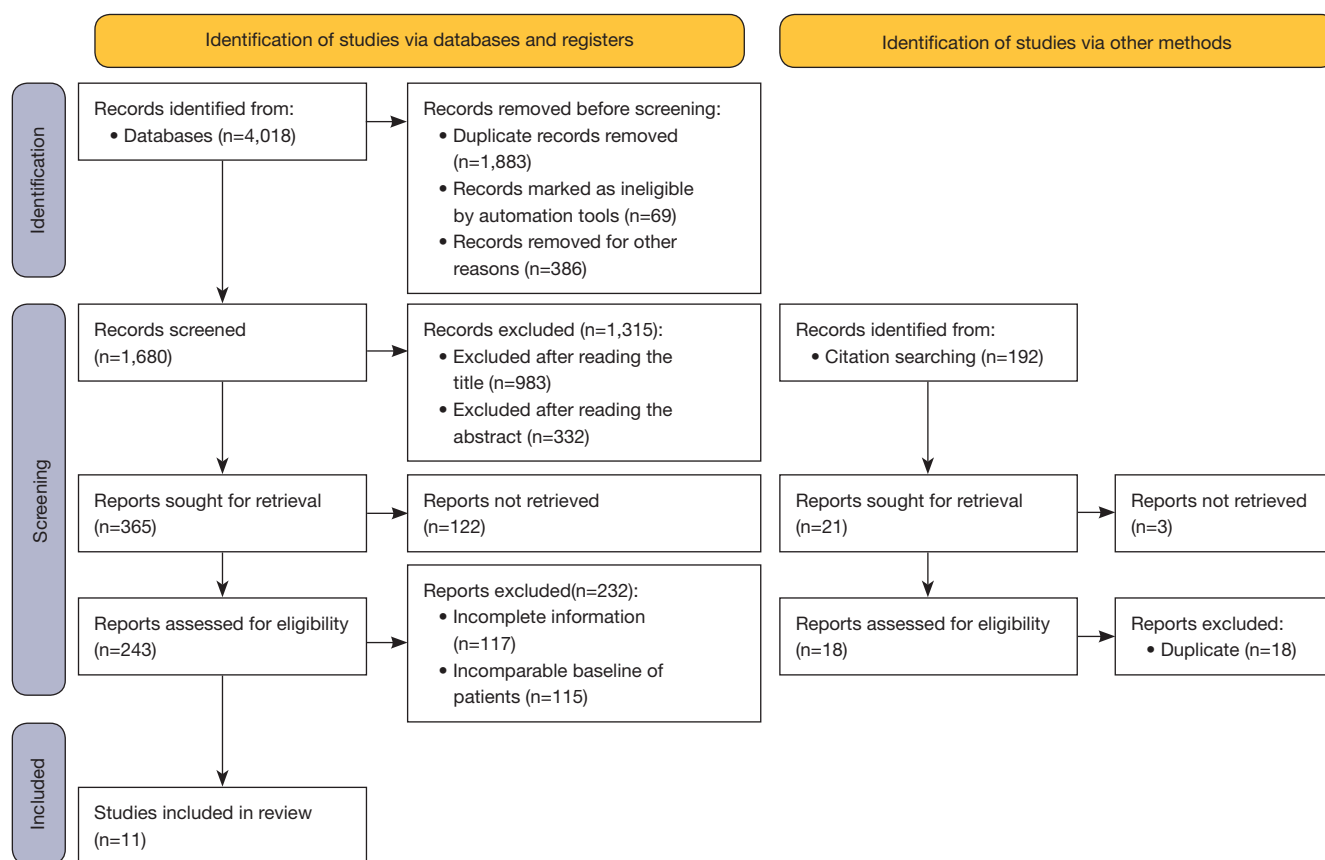 Identification of studies via databases and registers
Identification of studies via other methods
Identification
Records identified from:
• Databases (n=4,018)
Records removed before screening:
• Duplicate records removed
(n=1,883)
• Records marked as ineligible
by automation tools (n=69)
• Records removed for other
reasons (n=386)
Screening
Records screened
(n=1,680)
Records excluded (n=1,315):
• Excluded after reading the
title (n=983)
• Excluded after reading the
abstract (n=332)
Records identified from:
• Citation searching (n=192)
Reports sought for retrieval
(n=365)
Reports not retrieved
(n=122)
Reports sought for retrieval
(n=21)
Reports not retrieved
(n=3)
Reports assessed for eligibility
(n=243)
Reports excluded(n=232):
• Incomplete information
(n=117)
• Incomparable baseline of
patients (n=115)
Reports assessed for eligibility
(n=18)
Reports excluded:
• Duplicate (n=18)
Included
Studies included in review
(n=11)